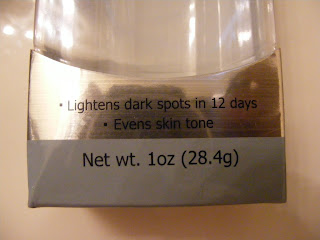 • Lightens dark spots in 12 days
• Evens skin tone
Net wt. 1oz (28.4g)